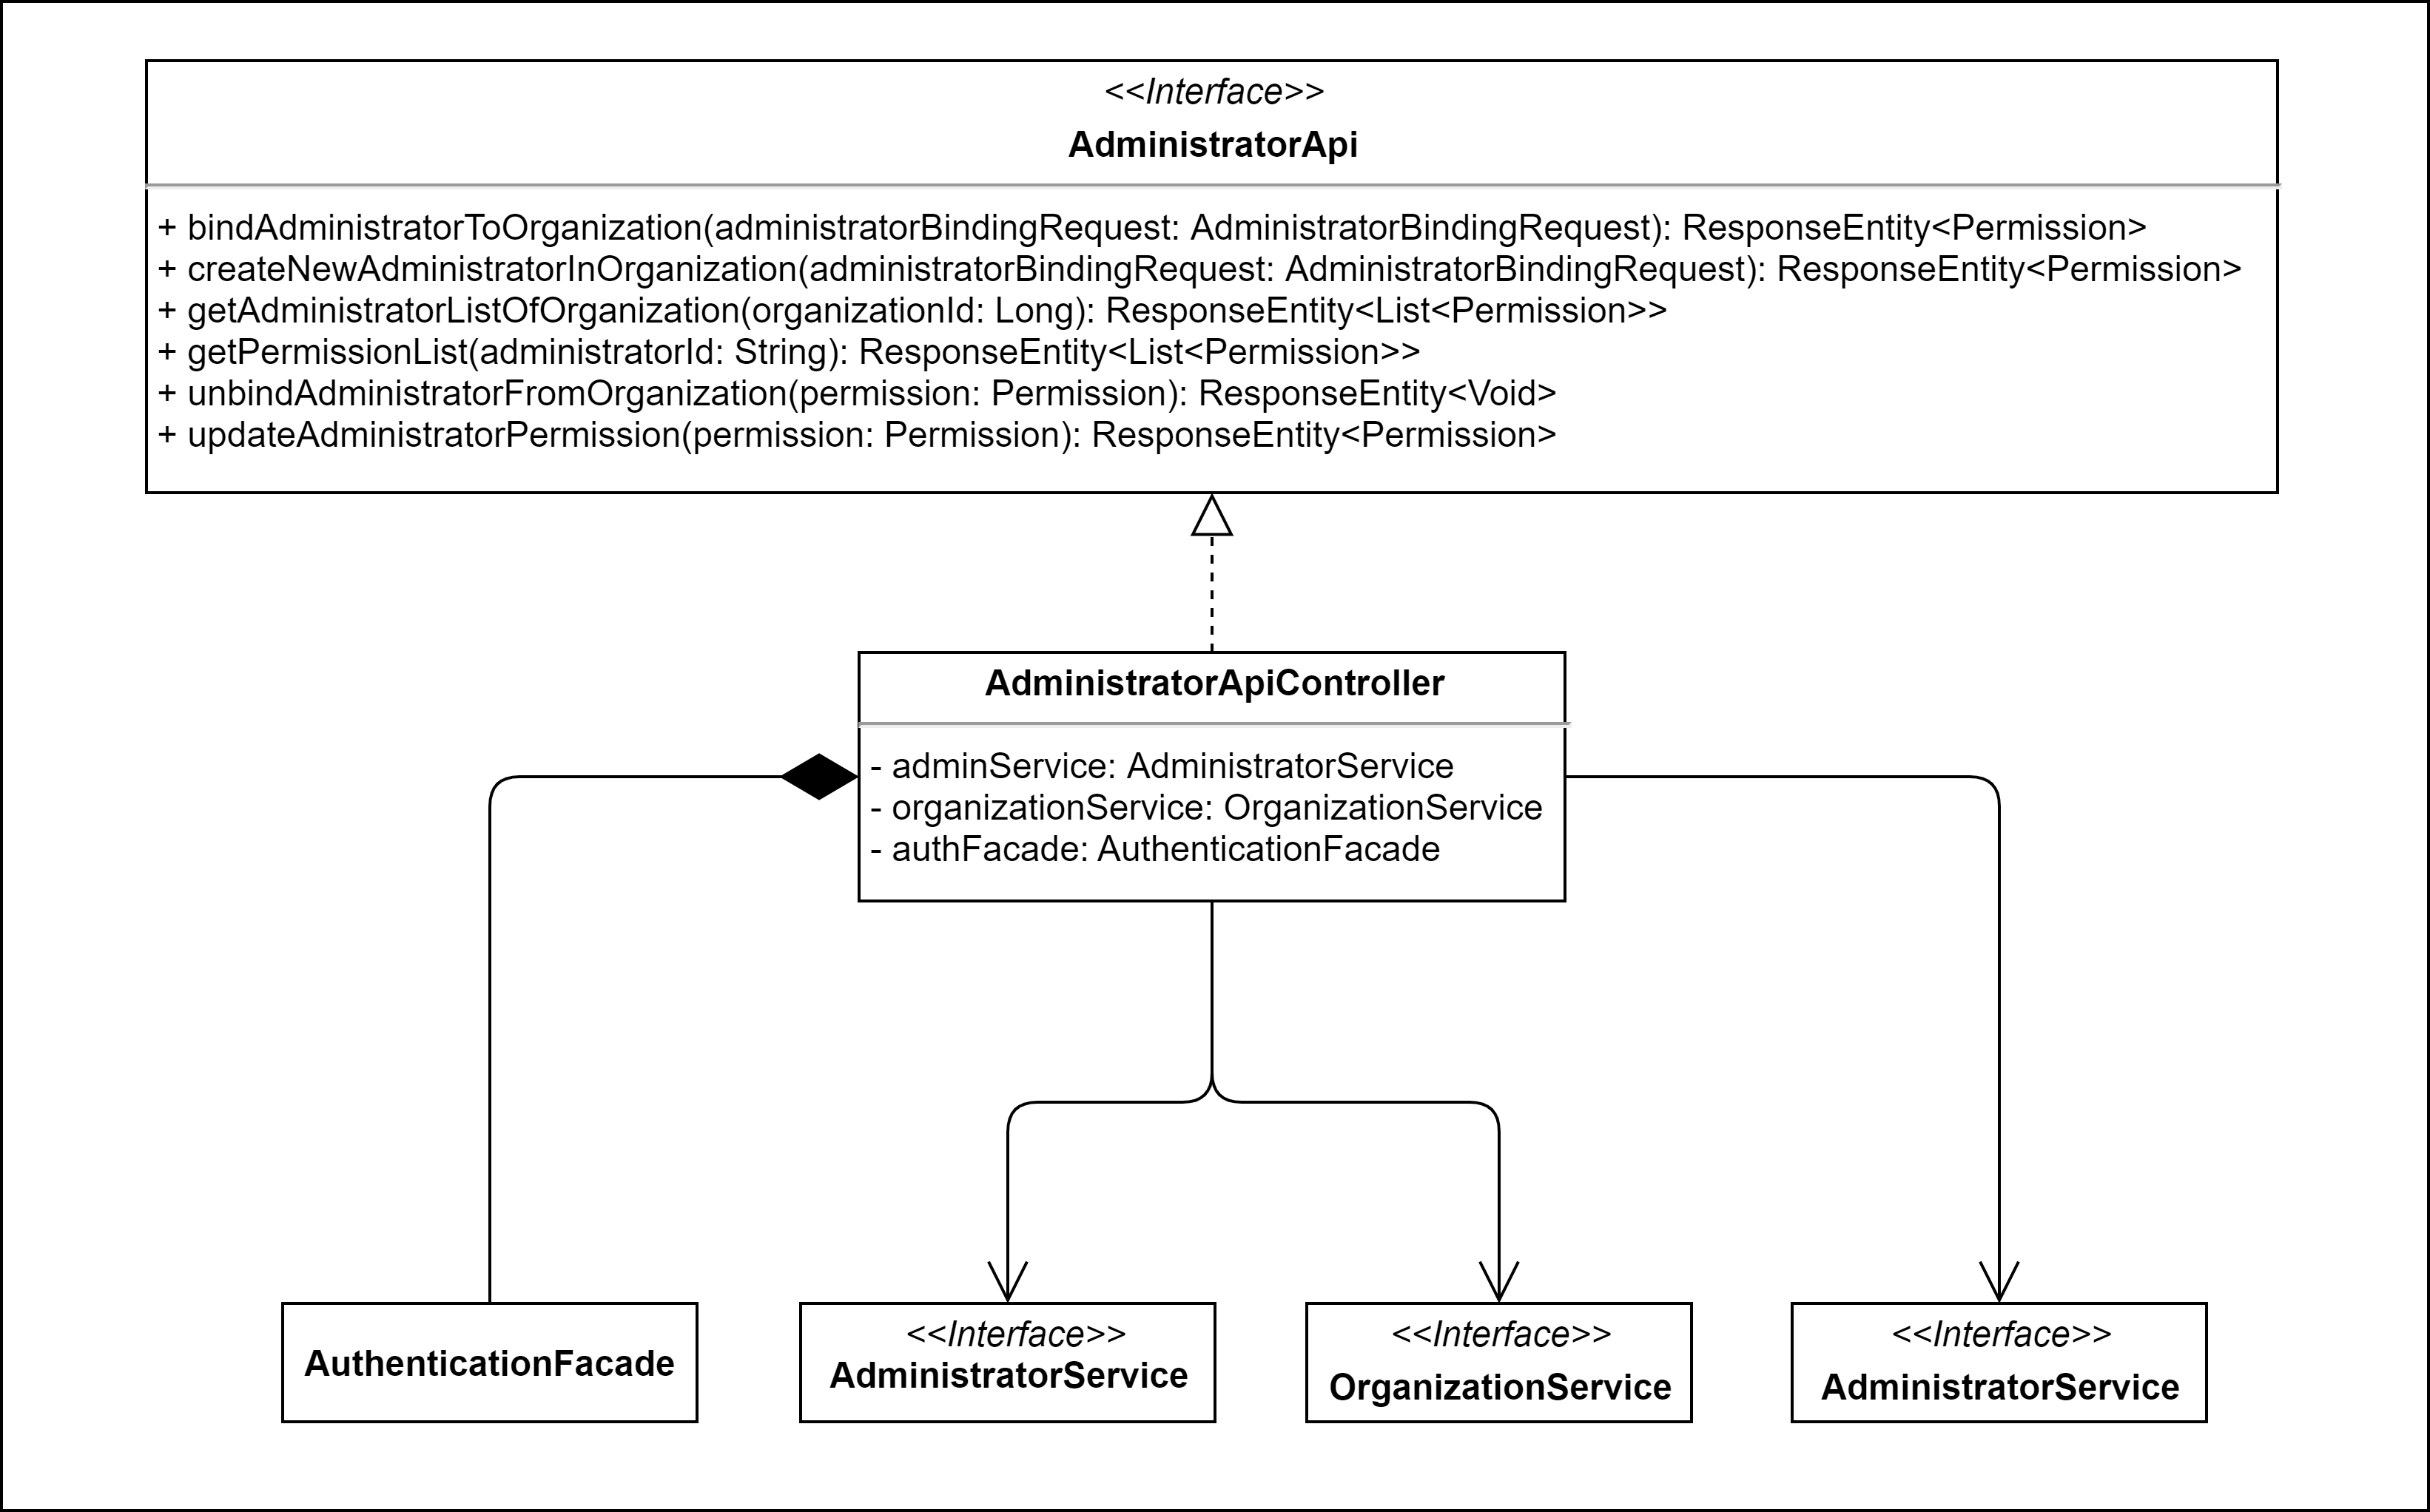 <<Interface>>
AdministratorApi
+ bindAdministratorToOrganization(administratorBindingRequest: AdministratorBindingRequest): ResponseEntity<Permission>
+ createNewAdministratorInOrganization(administratorBindingRequest: AdministratorBindingRequest): ResponseEntity<Permission>
+ getAdministratorListOfOrganization(organizationId: Long): ResponseEntity<List<Permission>>
+ getPermissionList(administratorId: String): ResponseEntity<List<Permission>>
+ unbindAdministratorFromOrganization(permission: Permission): ResponseEntity<Void>
+ updateAdministratorPermission(permission: Permission): ResponseEntity<Permission>
AdministratorApiController
- adminService: AdministratorService
- organizationService: OrganizationService
- authFacade: AuthenticationFacade
AuthenticationFacade
<<Interface>>
AdministratorService
<<Interface>>
OrganizationService
<<Interface>>
AdministratorService